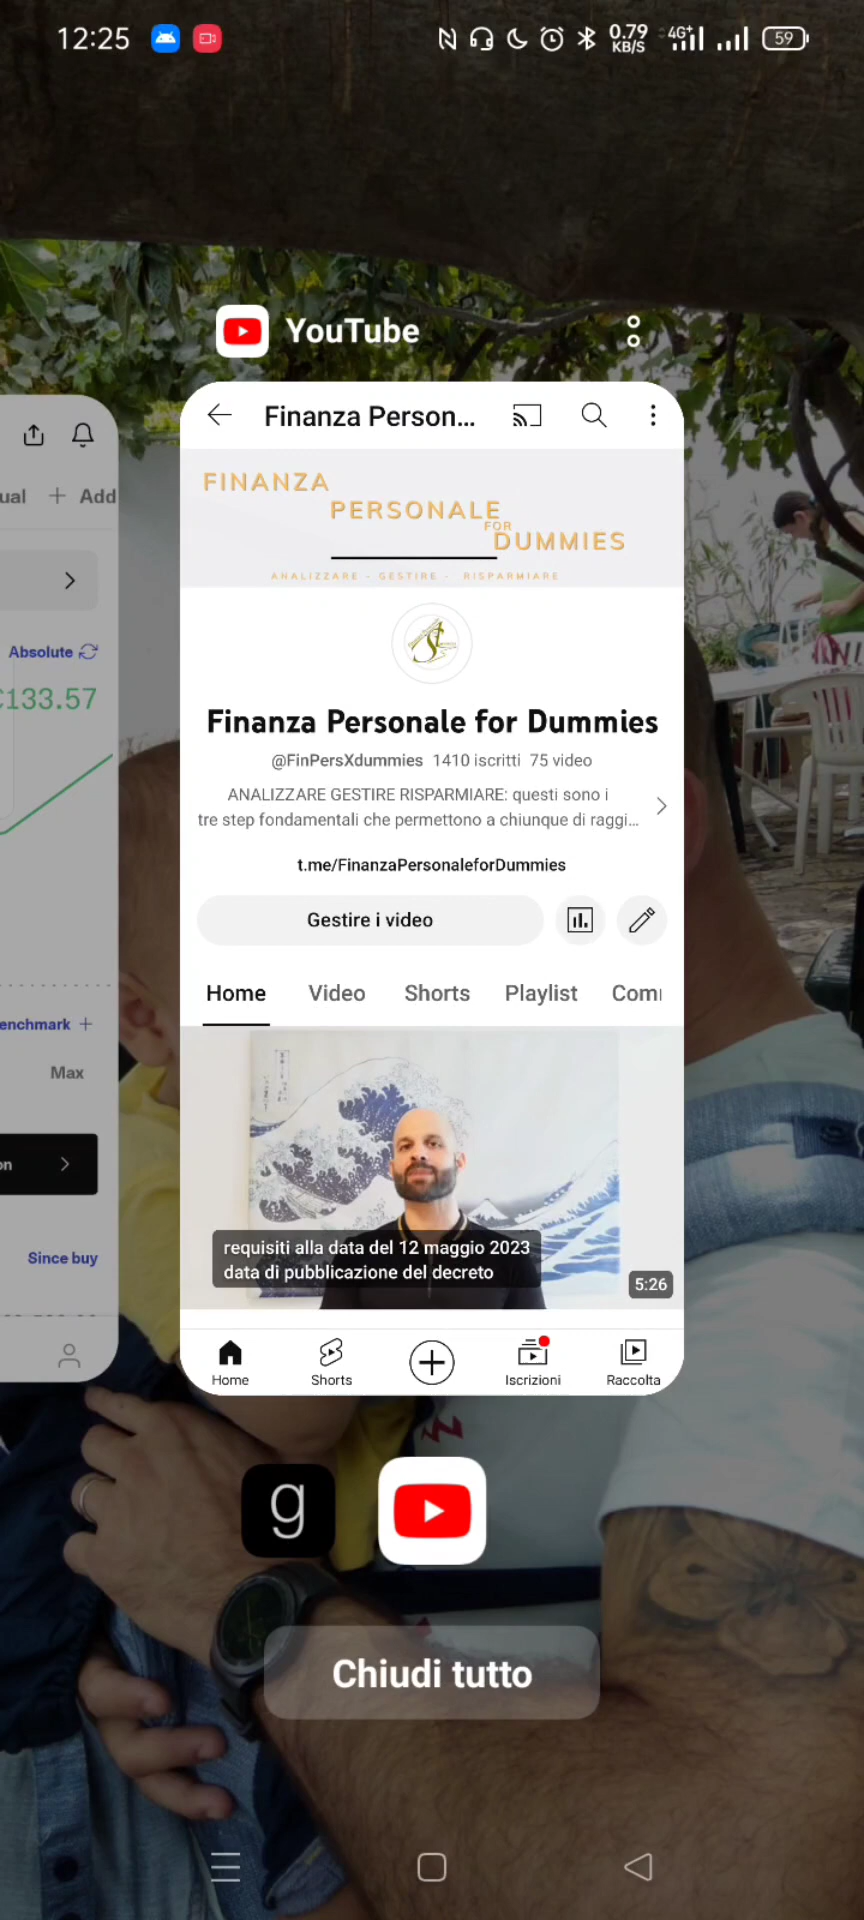 12:25
0.79
KB/S
4G+
59
YouTube
ual + Add
Absolute
€133.57
enchmark +
Max
on
Since buy
Finanza Person...
FINANZA
PERSONALE
FOR
DUMMIES
ANALIZZARE - GESTIRE - RISPARMIARE
Finanza Personale for Dummies
@FinPersXdummies 1410 iscritti 75 video
ANALIZZARE GESTIRE RISPARMIARE: questi sono i
tre step fondamentali che permettono a chiunque di raggi...
t.me/FinanzaPersonaleforDummies
Gestire i video
Home Video Shorts Playlist Com
requisiti alla data del 12 maggio 2023
data di pubblicazione del decreto
5:26
Home Shorts Iscrizioni Raccolta
g
Chiudi tutto